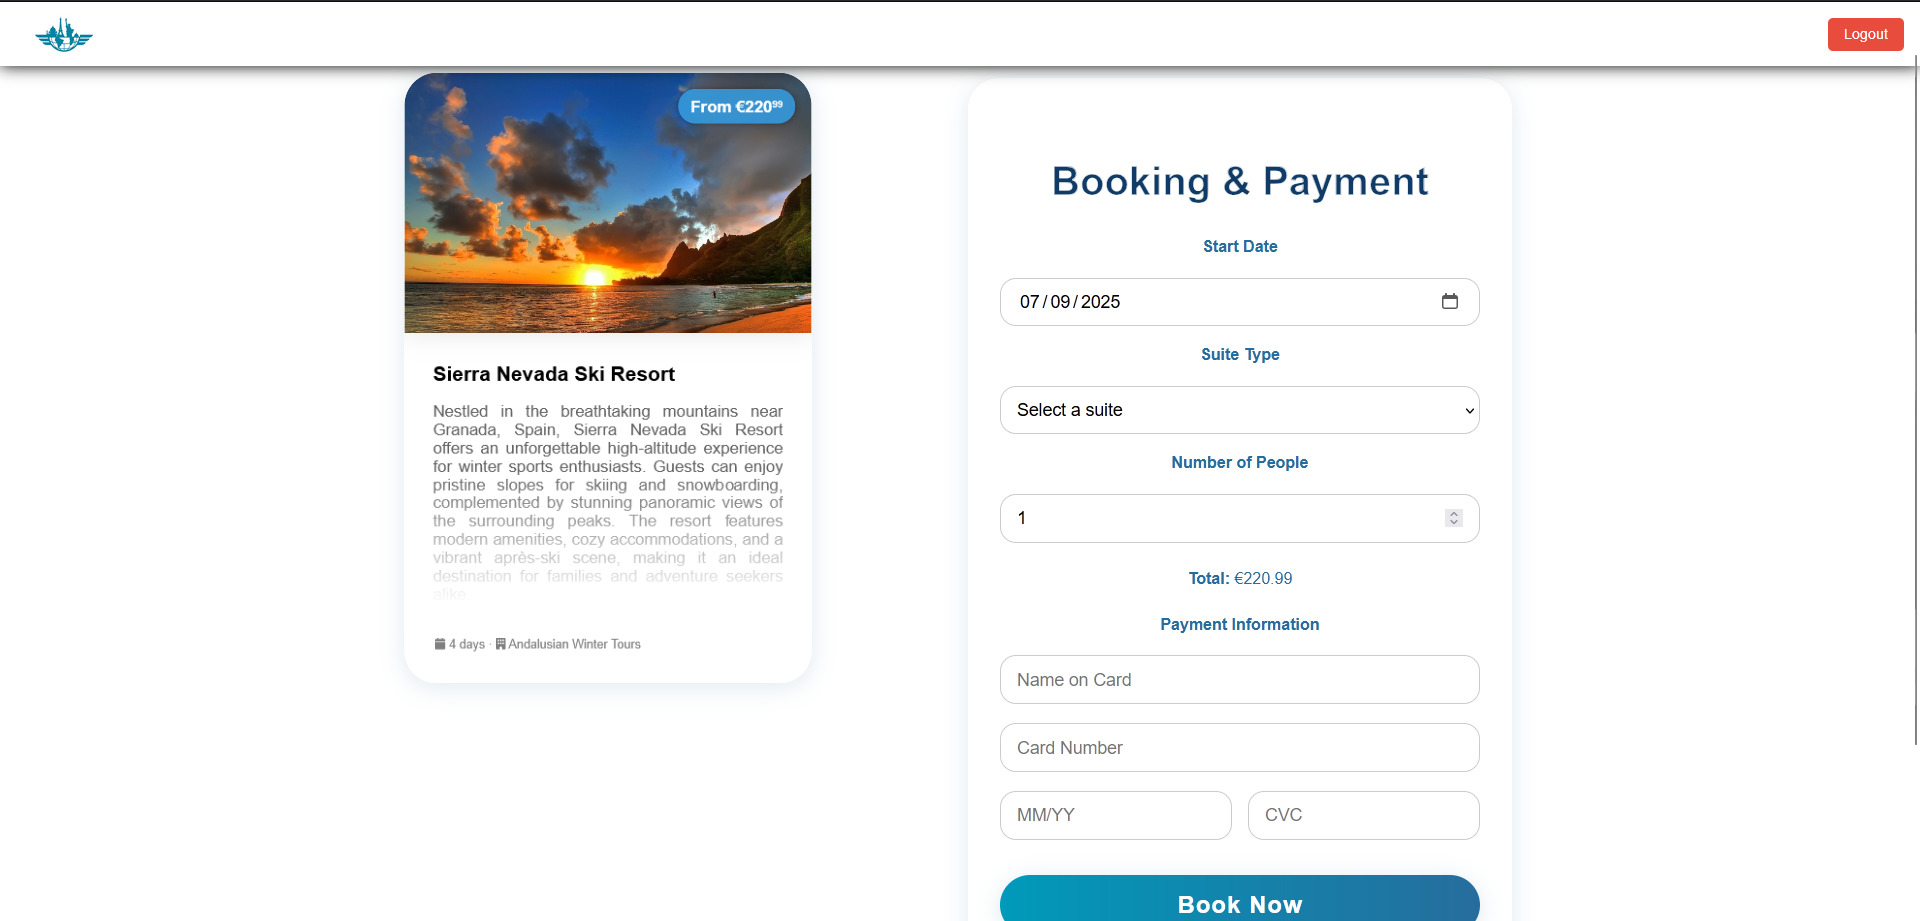 Logout
From €220⁹⁹
Sierra Nevada Ski Resort
Nestled in the breathtaking mountains near
Granada, Spain, Sierra Nevada Ski Resort
offers an unforgettable high-altitude experience
for winter sports enthusiasts. Guests can enjoy
pristine slopes for skiing and snowboarding,
complemented by stunning panoramic views of
the surrounding peaks. The resort features
modern amenities, cozy accommodations, and a
vibrant après-ski scene, making it an ideal
destination for families and adventure seekers
alike.
4 days · Andalusian Winter Tours
Booking & Payment
Start Date
07/09/2025
Suite Type
Select a suite
Number of People
1
Total: €220.99
Payment Information
Name on Card
Card Number
MM/YY CVC
Book Now